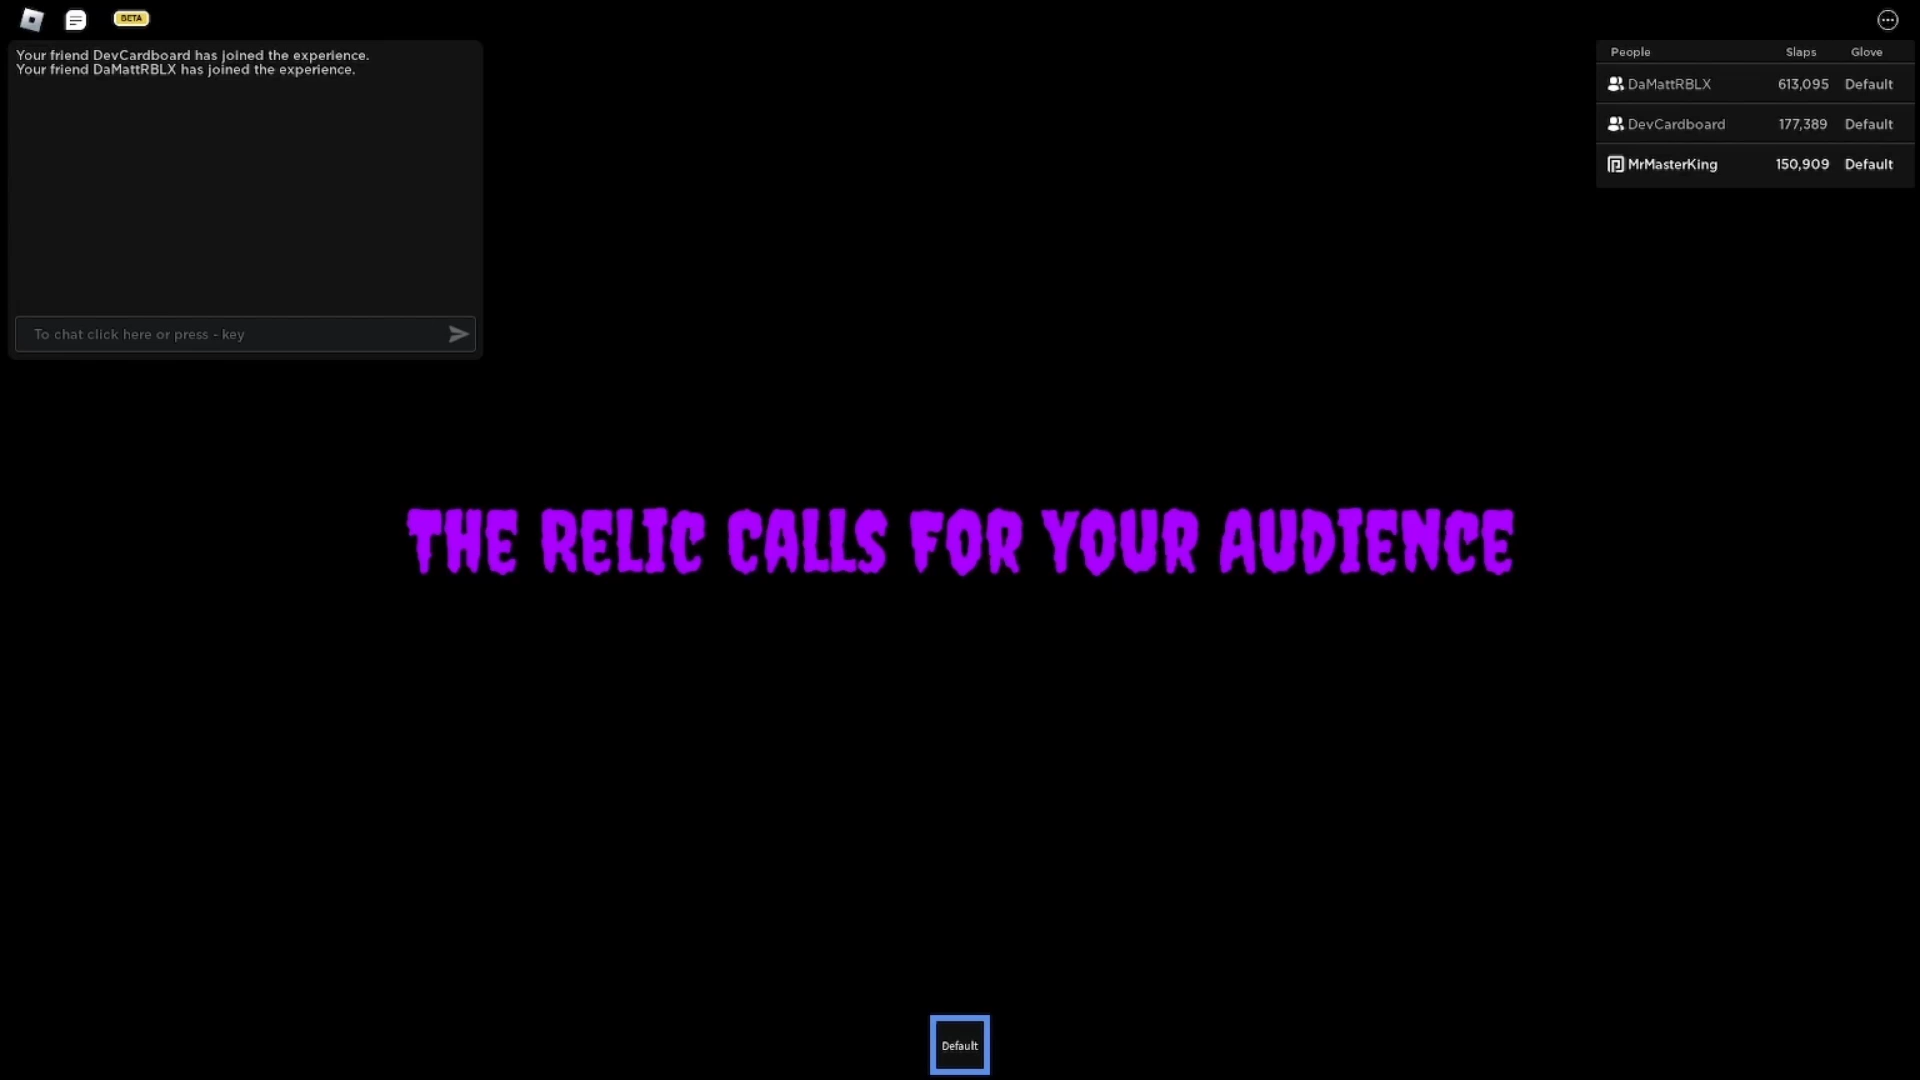 BETA
Your friend DevCardboard has joined the experience.
Your friend DaMattRBLX has joined the experience.
To chat click here or press - key
People Slaps Glove
DaMattRBLX 613,095 Default
DevCardboard 177,389 Default
MrMasterKing 150,909 Default
THE RELIC CALLS FOR YOUR AUDIENCE
Default